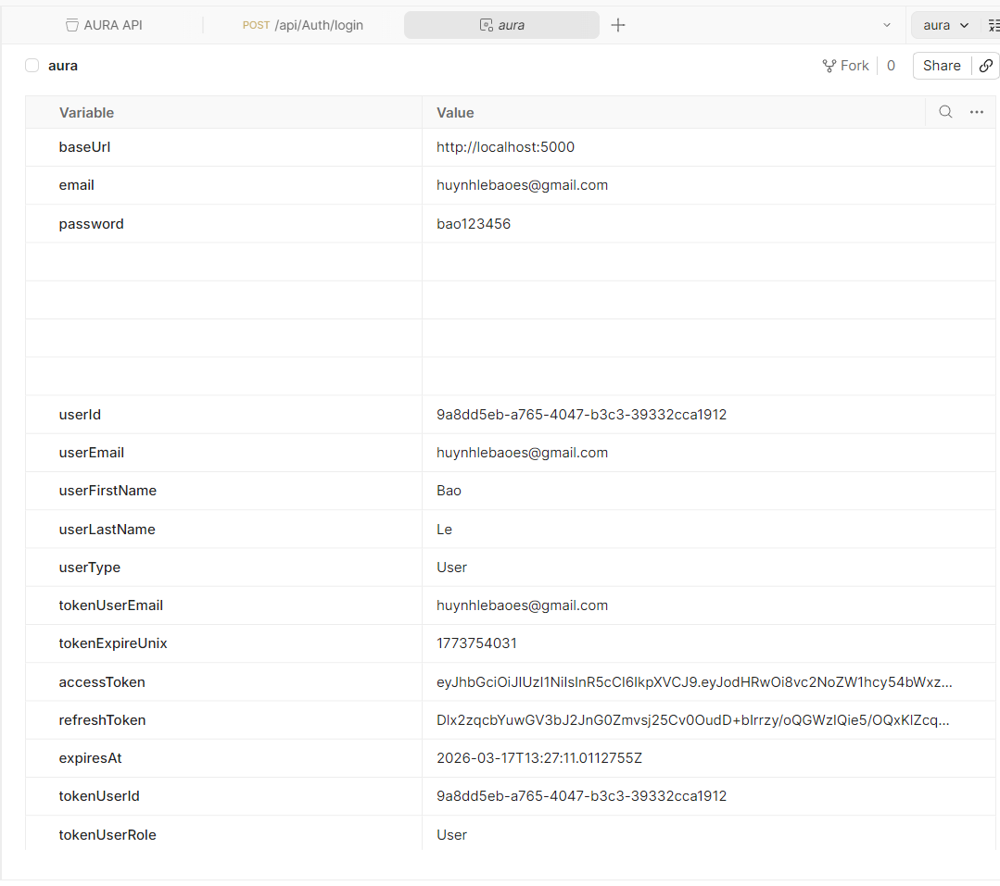 AURA API
POST /api/Auth/login
aura
aura
aura
Fork 0
Share
Variable Value
baseUrl http://localhost:5000
email huynhlebaoes@gmail.com
password bao123456
userId 9a8dd5eb-a765-4047-b3c3-39332cca1912
userEmail huynhlebaoes@gmail.com
userFirstName Bao
userLastName Le
userType User
tokenUserEmail huynhlebaoes@gmail.com
tokenExpireUnix 1773754031
accessToken eyJhbGciOiJIUzI1NiIsInR5cCI6IkpXVCJ9.eyJodHRwOi8vc2NoZW1hcy54bWxz...
refreshToken Dlx2zqcbYuwGV3bJ2JnG0Zmvsj25Cv0OudD+bIrrzy/oQGWzlQie5/OQxKlZcq...
expiresAt 2026-03-17T13:27:11.0112755Z
tokenUserId 9a8dd5eb-a765-4047-b3c3-39332cca1912
tokenUserRole User